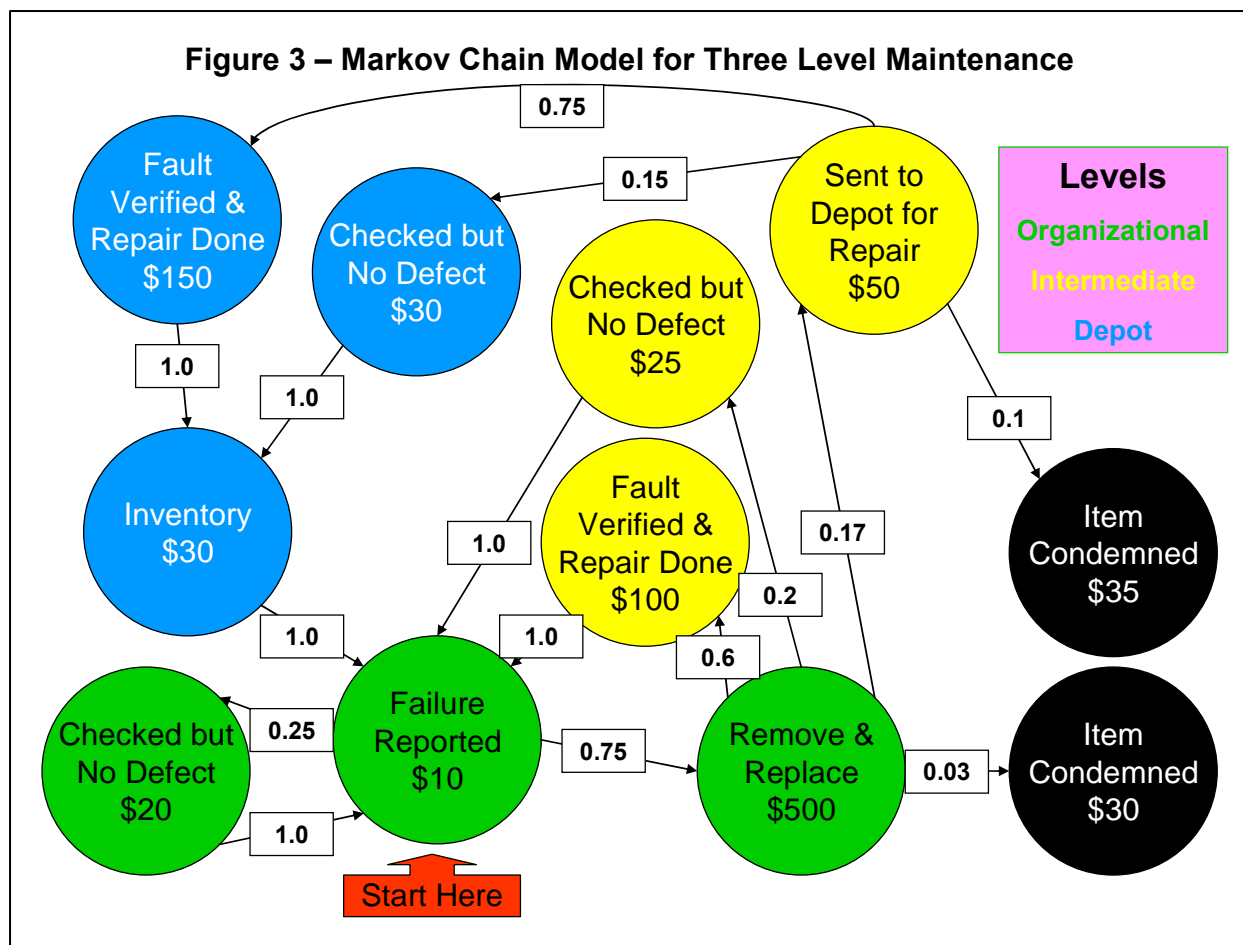 Figure 3 – Markov Chain Model for Three Level Maintenance
0.75
Fault
Verified &
Repair Done
$150
0.15
Checked but
No Defect
$30
Sent to
Depot for
Repair
$50
Levels
Organizational
Intermediate
Depot
Checked but
No Defect
$25
1.0
1.0
0.1
Inventory
$30
1.0
Fault
Verified &
Repair Done
$100
0.17
Item
Condemned
$35
0.2
1.0
1.0
0.6
Checked but
No Defect
$20
0.25
Failure
Reported
$10
0.75
Remove &
Replace
$500
0.03
Item
Condemned
$30
1.0
Start Here